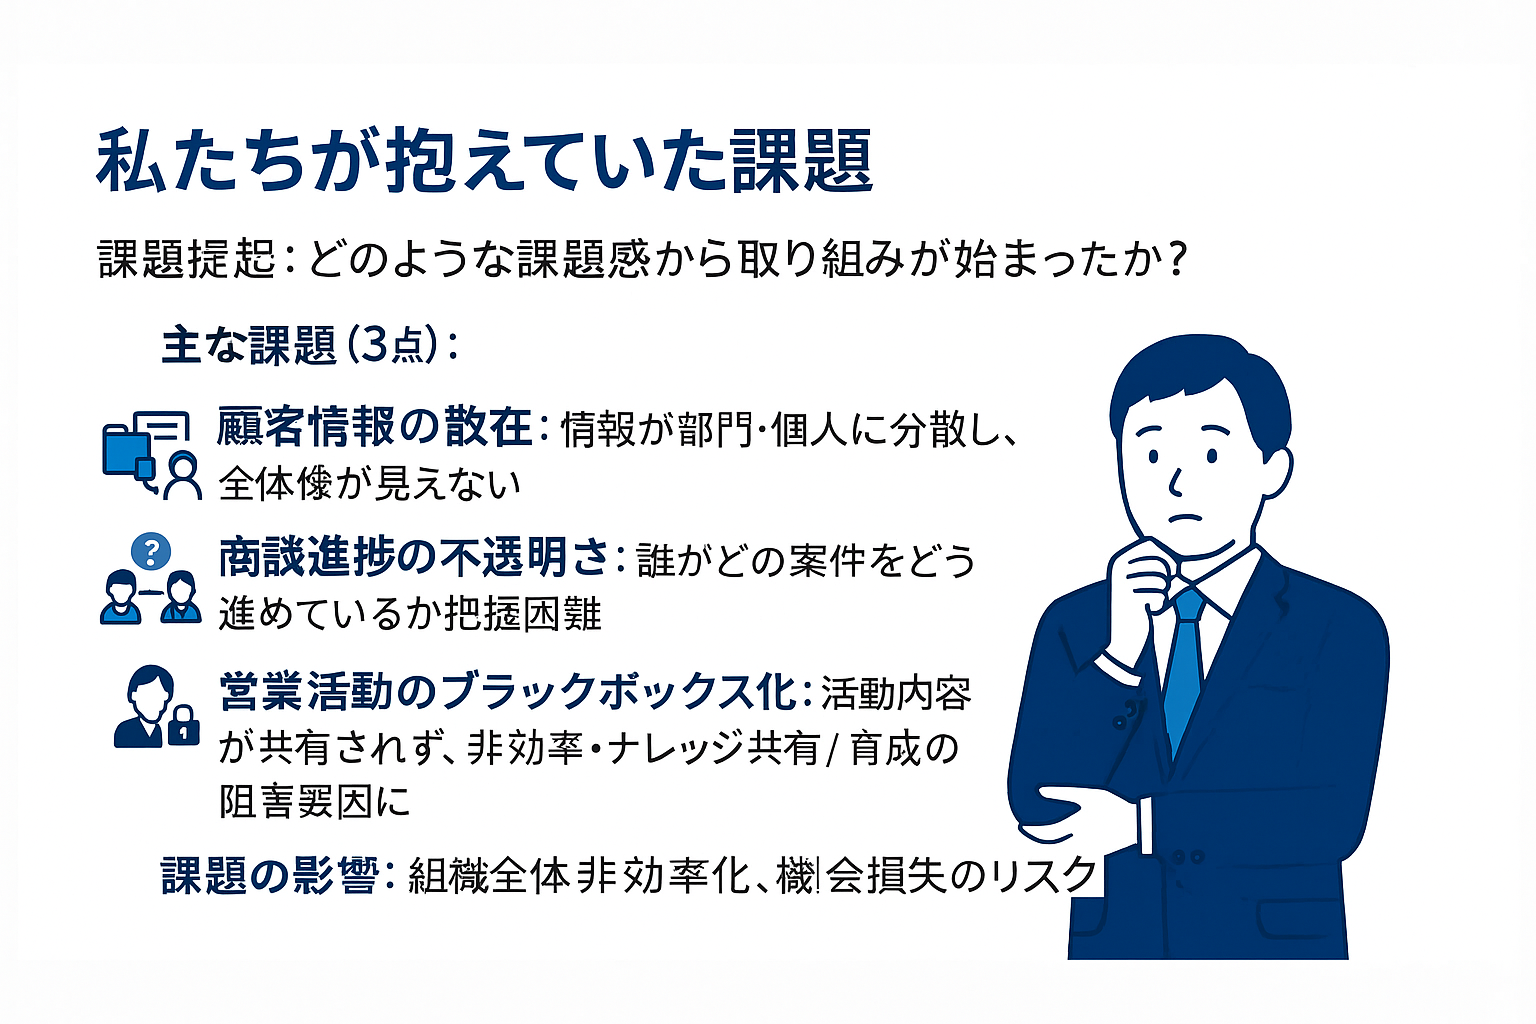 私たちが抱えていた課題
課題提起：どのような課題感から取り組みが始まったか?
主な課題（3点）：
顧客情報の散在：情報が部門・個人に分散し、
全体像が見えない
?
商談進捗の不透明さ：誰がどの案件をどう
進めているか把握困難
営業活動のブラックボックス化：活動内容
が共有されず、非効率・ナレッジ共有/育成の
阻害要因に
課題の影響：組織全体非効率化、機会損失のリスク